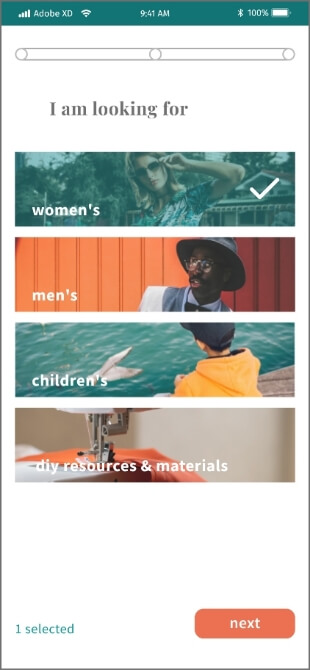 Adobe XD 9:41 AM 100%
I am looking for
women's
men's
children's
diy resources & materials
1 selected
next